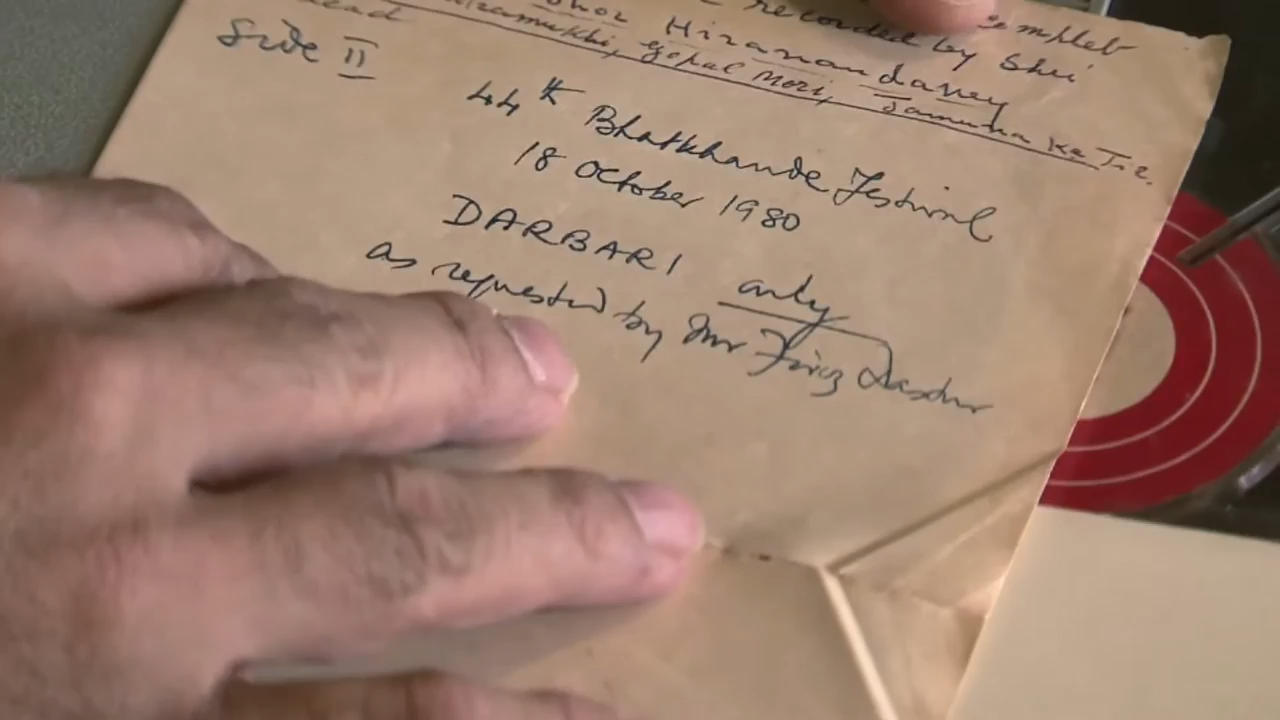 recorded by Shri
Hiranandaney
Gopal Mori, Jamuna Ke Tir.
Side II
44th Bhatkhande Festival
18 October 1980
DARBARI only
as requested by Mr Firoz Dastur